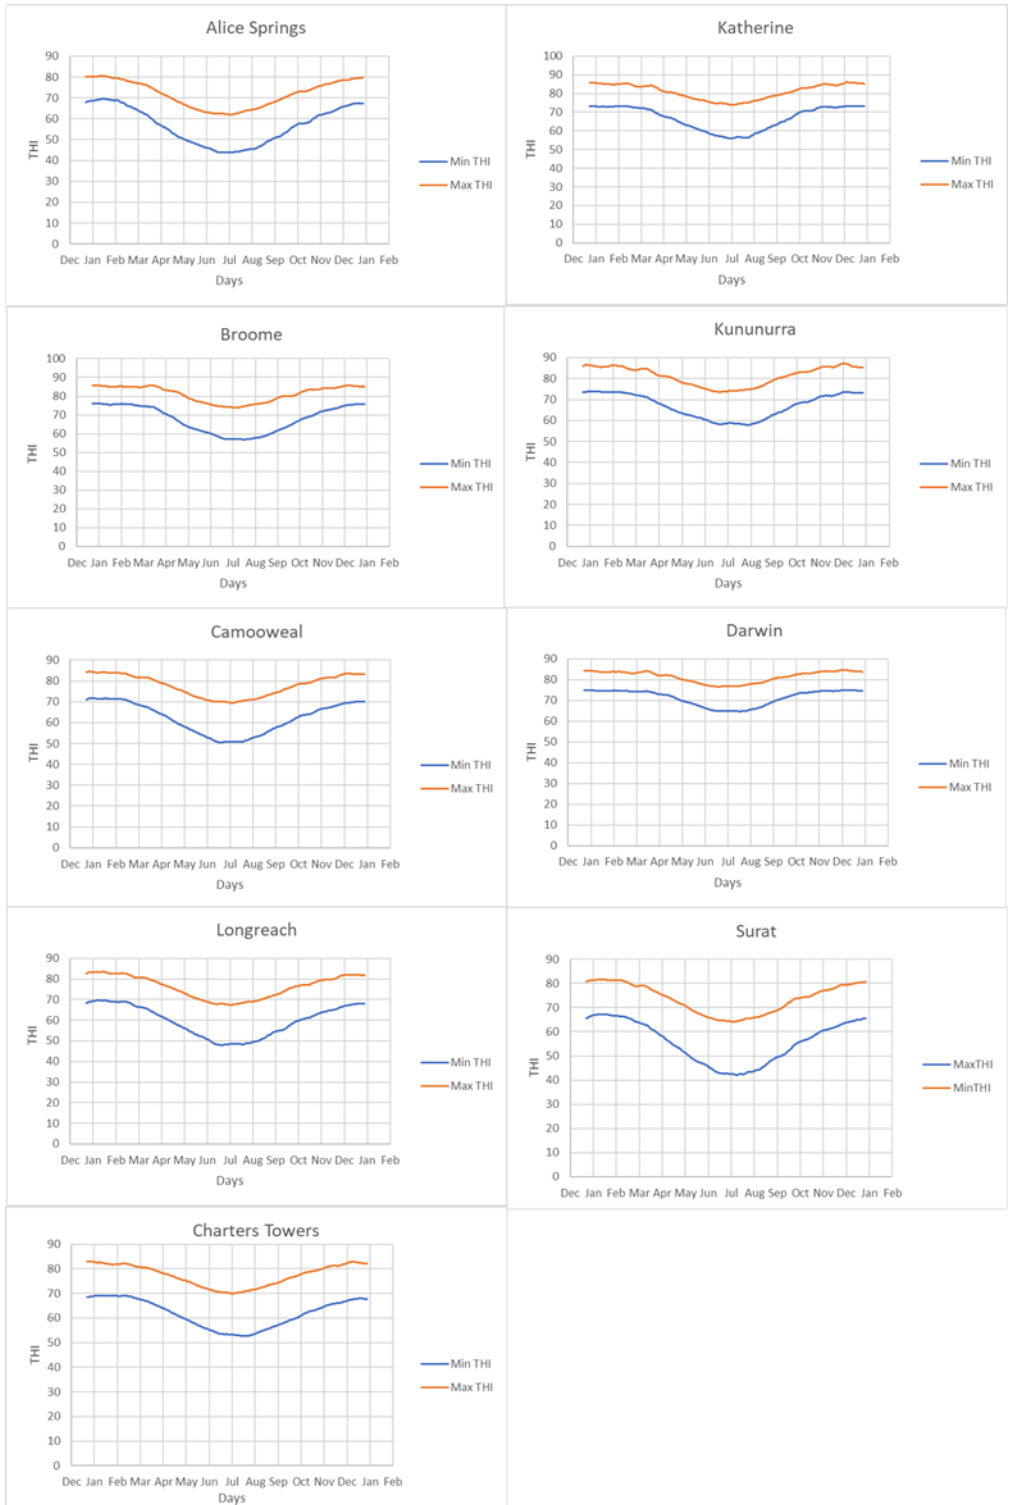 Alice Springs
90
80
70
60
50
40
30
20
10
0
THI
Dec Jan Feb Mar Apr May Jun Jul Aug Sep Oct Nov Dec Jan Feb
Days
Min THI
Max THI
Katherine
100
90
80
70
60
50
40
30
20
10
0
THI
Dec Jan Feb Mar Apr May Jun Jul Aug Sep Oct Nov Dec Jan Feb
Days
Min THI
Max THI
Broome
100
90
80
70
60
50
40
30
20
10
0
THI
Dec Jan Feb Mar Apr May Jun Jul Aug Sep Oct Nov Dec Jan Feb
Days
Min THI
Max THI
Kununurra
90
80
70
60
50
40
30
20
10
0
THI
Dec Jan Feb Mar Apr May Jun Jul Aug Sep Oct Nov Dec Jan Feb
Days
Min THI
Max THI
Camooweal
90
80
70
60
50
40
30
20
10
0
THI
Dec Jan Feb Mar Apr May Jun Jul Aug Sep Oct Nov Dec Jan Feb
Days
Min THI
Max THI
Darwin
90
80
70
60
50
40
30
20
10
0
THI
Dec Jan Feb Mar Apr May Jun Jul Aug Sep Oct Nov Dec Jan Feb
Days
Min THI
Max THI
Longreach
90
80
70
60
50
40
30
20
10
0
THI
Dec Jan Feb Mar Apr May Jun Jul Aug Sep Oct Nov Dec Jan Feb
Days
Min THI
Max THI
Surat
90
80
70
60
50
40
30
20
10
0
THI
Dec Jan Feb Mar Apr May Jun Jul Aug Sep Oct Nov Dec Jan Feb
MaxTHI
MinTHI
Charters Towers
90
80
70
60
50
40
30
20
10
0
THI
Dec Jan Feb Mar Apr May Jun Jul Aug Sep Oct Nov Dec Jan Feb
Days
Min THI
Max THI